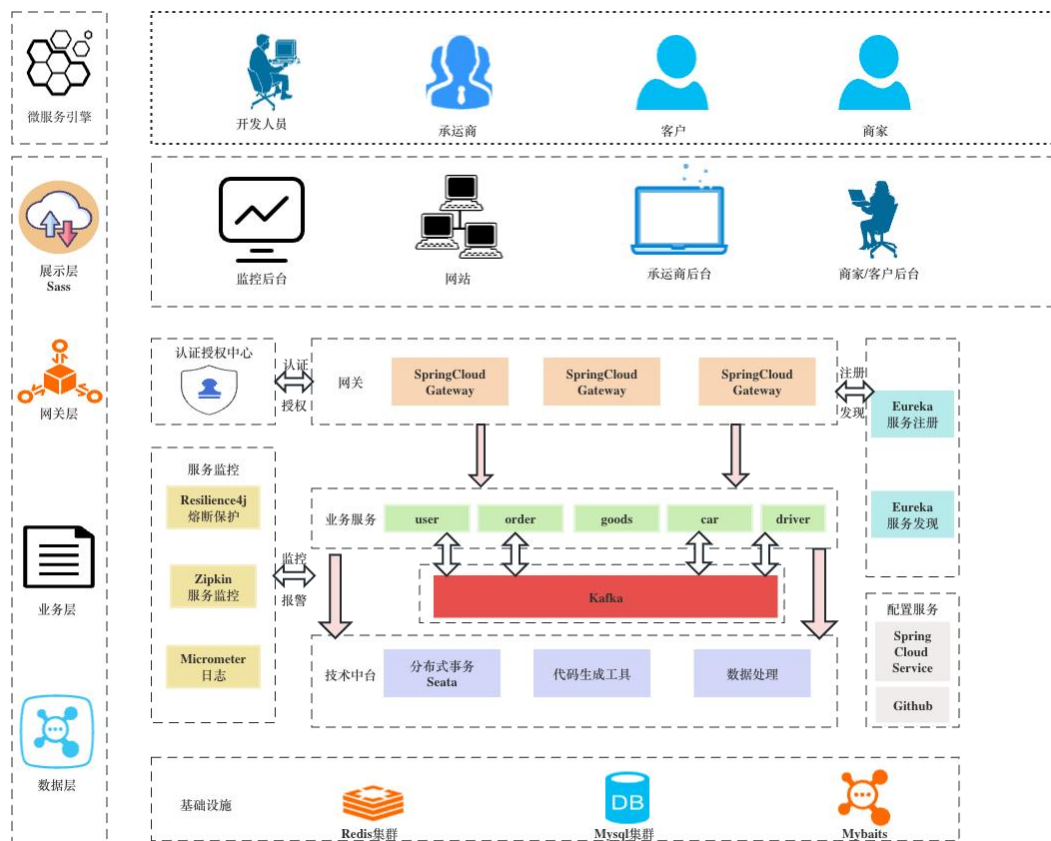 微服务引擎
开发人员
承运商
客户
商家
展示层
Sass
监控后台
网站
承运商后台
商家/客户后台
网关层
认证授权中心
认证
授权
网关
SpringCloud
Gateway
SpringCloud
Gateway
SpringCloud
Gateway
注册
发现
Eureka
服务注册
Eureka
服务发现
业务层
服务监控
Resilience4j
熔断保护
Zipkin
服务监控
Micrometer
日志
监控
报警
业务服务
user
order
goods
car
driver
Kafka
技术中台
分布式事务
Seata
代码生成工具
数据处理
配置服务
Spring
Cloud
Service
Github
数据层
基础设施
Redis集群
DB
Mysql集群
Mybaits